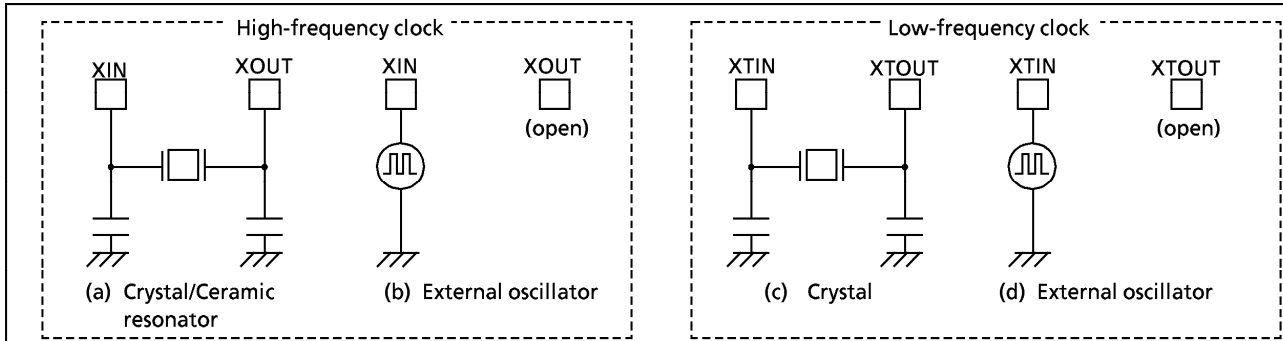 High-frequency clock
XIN XOUT XIN XOUT
(open)
(a) Crystal/Ceramic
resonator
(b) External oscillator
Low-frequency clock
XTIN XTOUT XTIN XTOUT
(open)
(c) Crystal
(d) External oscillator